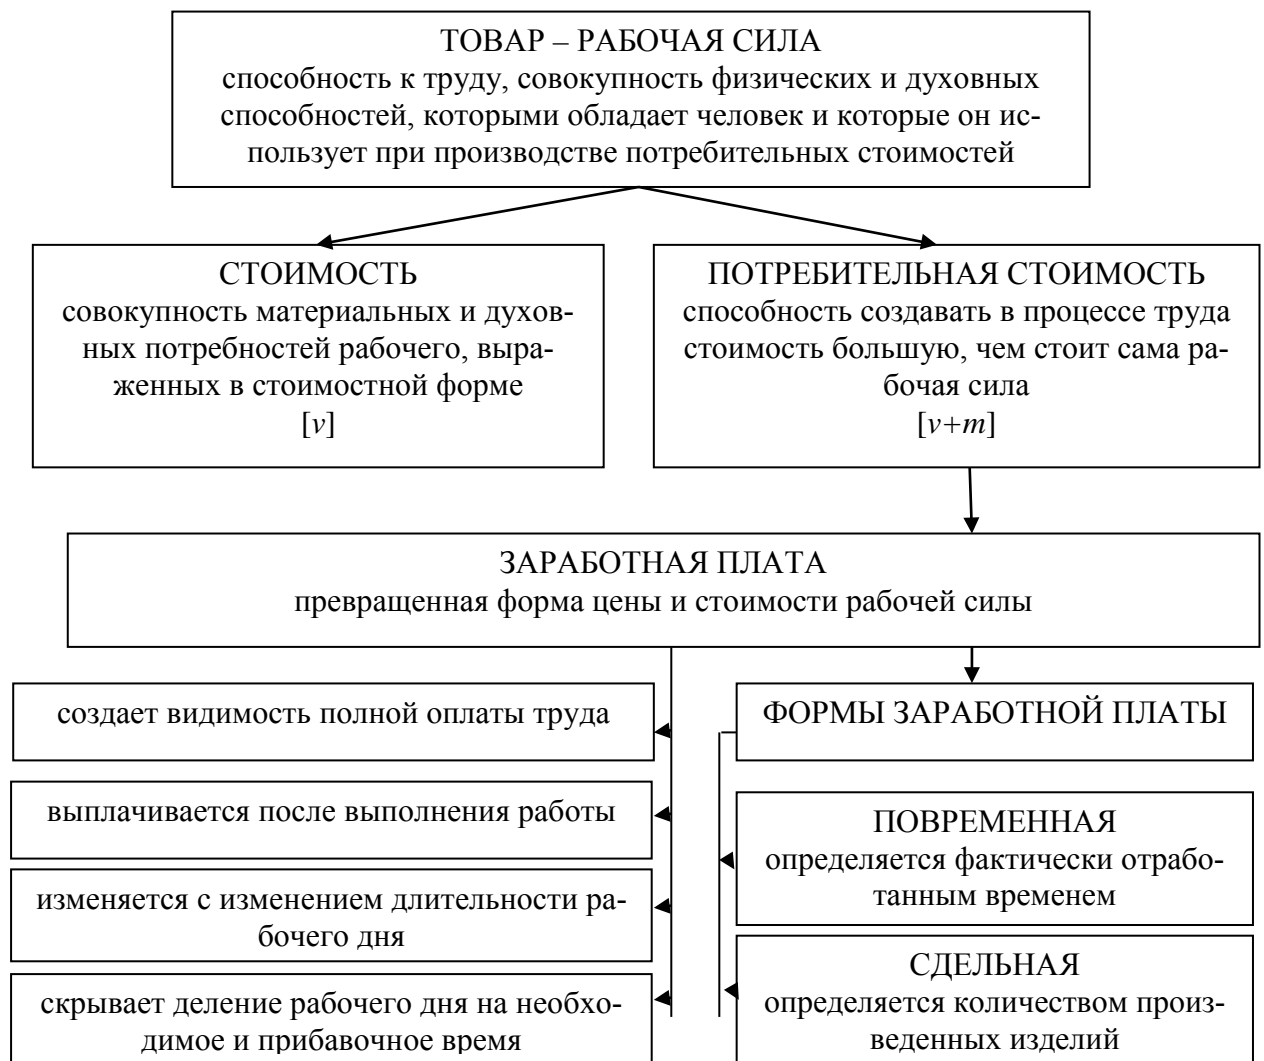 ТОВАР – РАБОЧАЯ СИЛА
способность к труду, совокупность физических и духовных
способностей, которыми обладает человек и которые он ис-
пользует при производстве потребительных стоимостей
СТОИМОСТЬ
совокупность материальных и духов-
ных потребностей рабочего, выра-
женных в стоимостной форме
[v]
ПОТРЕБИТЕЛЬНАЯ СТОИМОСТЬ
способность создавать в процессе труда
стоимость большую, чем стоит сама ра-
бочая сила
[v+m]
ЗАРАБОТНАЯ ПЛАТА
превращенная форма цены и стоимости рабочей силы
создает видимость полной оплаты труда
выплачивается после выполнения работы
изменяется с изменением длительности ра-
бочего дня
скрывает деление рабочего дня на необхо-
димое и прибавочное время
ФОРМЫ ЗАРАБОТНОЙ ПЛАТЫ
ПОВРЕМЕННАЯ
определяется фактически отрабо-
танным временем
СДЕЛЬНАЯ
определяется количеством произ-
веденных изделий